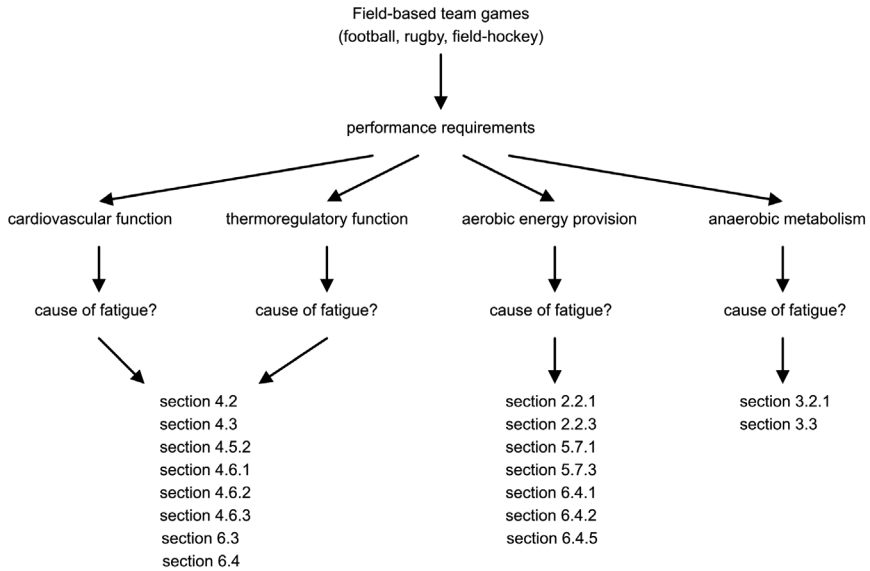 Field-based team games
(football, rugby, field-hockey)
performance requirements
cardiovascular function
thermoregulatory function
aerobic energy provision
anaerobic metabolism
cause of fatigue?
cause of fatigue?
cause of fatigue?
cause of fatigue?
section 4.2
section 4.3
section 4.5.2
section 4.6.1
section 4.6.2
section 4.6.3
section 6.3
section 6.4
section 2.2.1
section 2.2.3
section 5.7.1
section 5.7.3
section 6.4.1
section 6.4.2
section 6.4.5
section 3.2.1
section 3.3